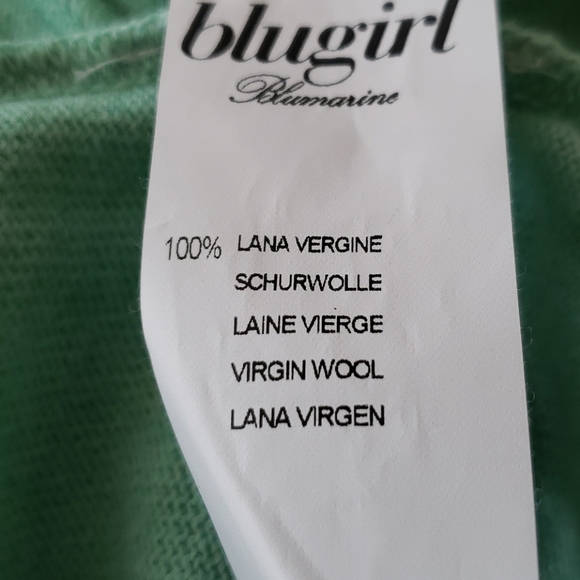 blugirl
Blumarine
100% LANA VERGINE
SCHURWOLLE
LAINE VIERGE
VIRGIN WOOL
LANA VIRGEN